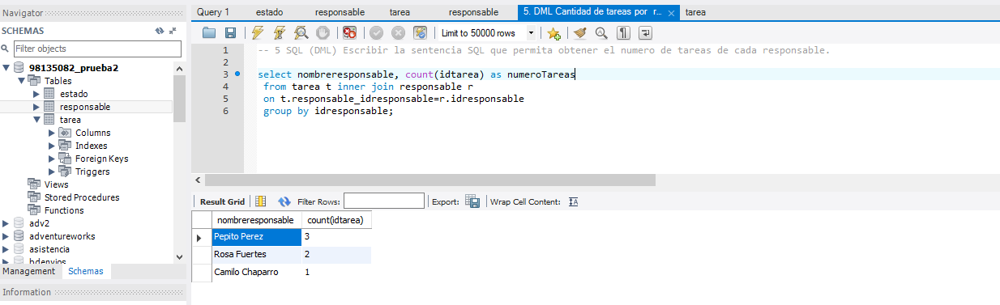 Navigator
SCHEMAS
Filter objects
98135082_prueba2
Tables
estado
responsable
tarea
Columns
Indexes
Foreign Keys
Triggers
Views
Stored Procedures
Functions
adv2
adventureworks
asistencia
bdenvios
Management Schemas
Information
Query 1 estado responsable tarea responsable 5. DML Cantidad de tareas por r... × tarea
Limit to 50000 rows
1 -- 5 SQL (DML) Escribir la sentencia SQL que permita obtener el numero de tareas de cada responsable.
2
3 select nombreresponsable, count(idtarea) as numeroTareas
4 from tarea t inner join responsable r
5 on t.responsable_idresponsable=r.idresponsable
6 group by idresponsable;
Result Grid Filter Rows: Export: Wrap Cell Content: IA
nombreresponsable count(idtarea)
Pepito Perez 3
Rosa Fuertes 2
Camilo Chaparro 1